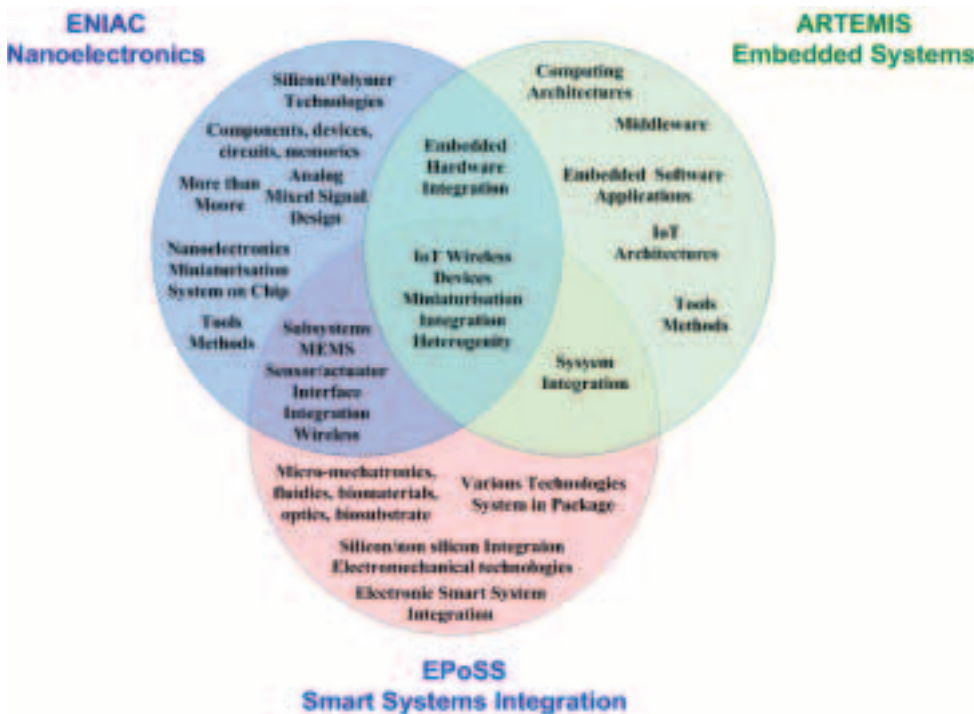 ENIAC
Nanoelectronics
ARTEMIS
Embedded Systems
Silicon/Polymer
Technologies
Components, devices,
circuits, memories
More than
Moore
Analog
Mixed Signal
Design
Nanoelectronics
Miniaturisation
System on Chip
Tools
Methods
Embedded
Hardware
Integration
IoT Wireless
Devices
Miniaturisation
Integration
Heterogenity
Computing
Architectures
Middleware
Embedded Software
Applications
IoT
Architectures
Tools
Methods
Subsystems
MEMS
Sensor/actuator
Interface
Integration
Wireless
Sysyem
Integration
Micro-mechatronics,
fluidics, biomaterials,
optics, biosubstrate
Various Technologies
System in Package
Silicon/non silicon Integraion
Electromechanical technologies
Electronic Smart System
Integration
EPoSS
Smart Systems Integration